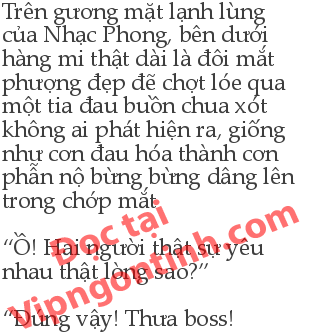 Trên gương mặt lạnh lùng
của Nhạc Phong, bên dưới
hàng mi thật dài là đôi mắt
phượng đẹp đẽ chợt lóe qua
một tia đau buồn chua xót
không ai phát hiện ra, giống
như cơn đau hóa thành cơn
phẫn nộ bừng bừng dâng lên
trong chớp mắt.
“Ồ! Hai người thật sự yêu
nhau thật lòng sao?”
“Đúng vậy! Thưa boss!
Đọc tại
Vipngontinh.com